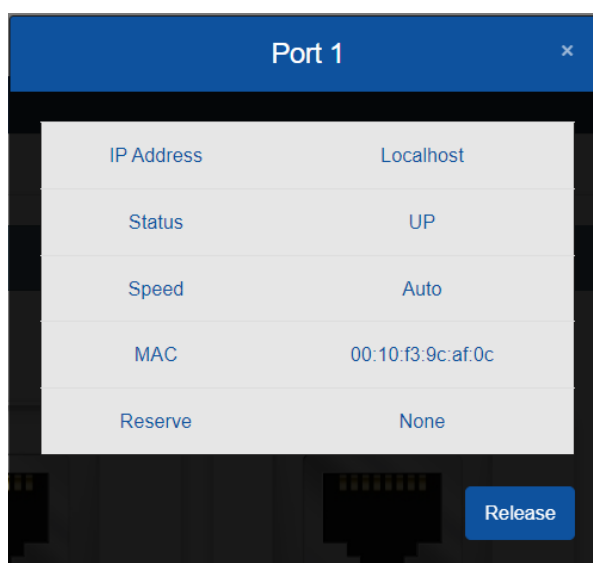 Port 1 ×
IP Address Localhost
Status UP
Speed Auto
MAC 00:10:f3:9c:af:0c
Reserve None
Release